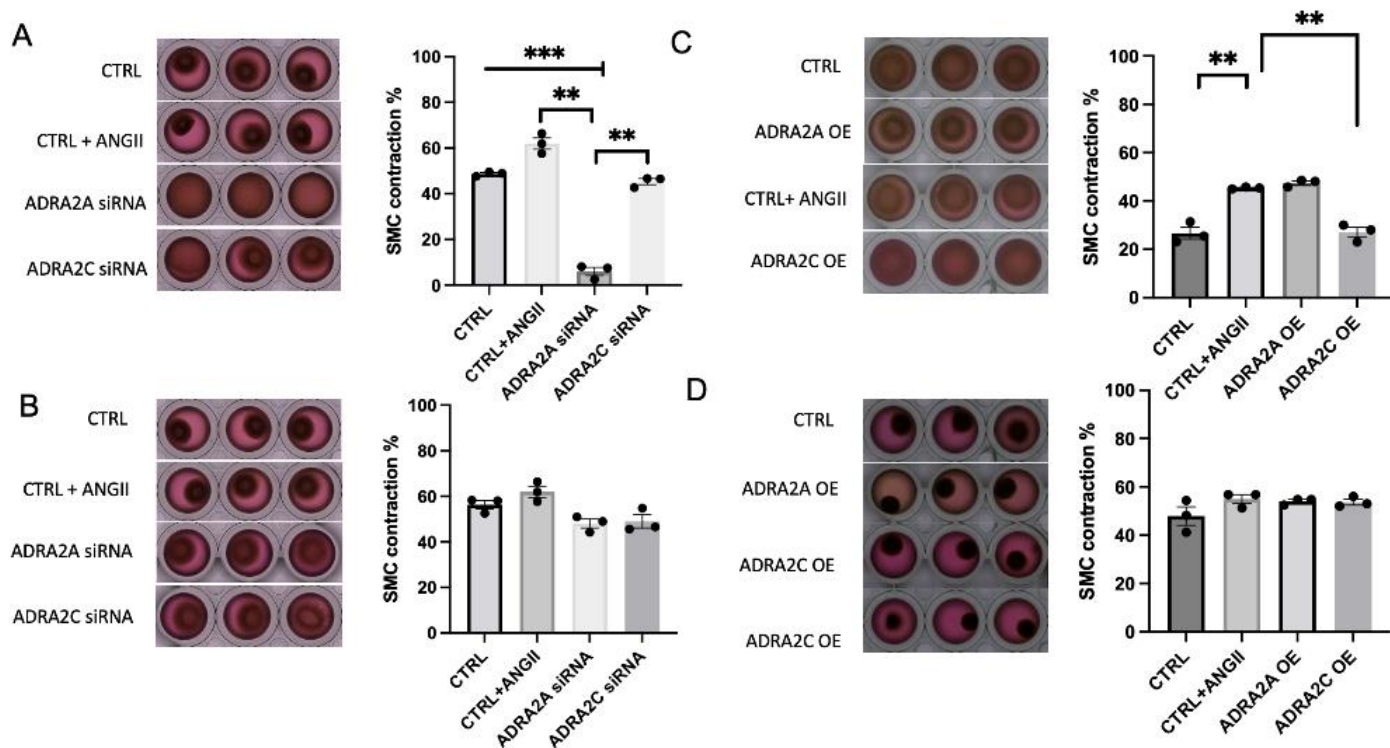 A
CTRL
CTRL + ANGII
ADRA2A siRNA
ADRA2C siRNA
SMC contraction %
100
80
60
40
20
0
***
**
**
CTRL
CTRL+ANGII
ADRA2A siRNA
ADRA2C siRNA
C
CTRL
ADRA2A OE
CTRL+ ANGII
ADRA2C OE
SMC contraction %
100
80
60
40
20
0
**
**
CTRL
CTRL+ANGII
ADRA2A OE
ADRA2C OE
B
CTRL
CTRL + ANGII
ADRA2A siRNA
ADRA2C siRNA
SMC contraction %
100
80
60
40
20
0
CTRL
CTRL+ANGII
ADRA2A siRNA
ADRA2C siRNA
D
CTRL
ADRA2A OE
ADRA2C OE
ADRA2C OE
SMC contraction %
100
80
60
40
20
0
CTRL
CTRL+ANGII
ADRA2A OE
ADRA2C OE